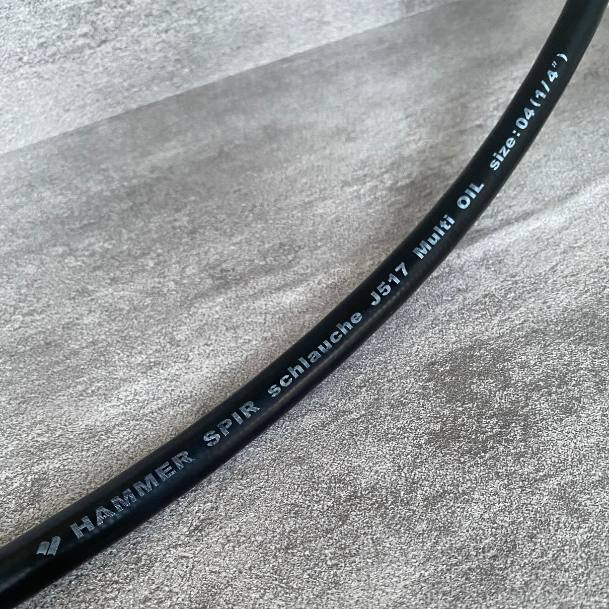 HAMMER SPIR schlauche J517 Multi OIL size:04(1/4")